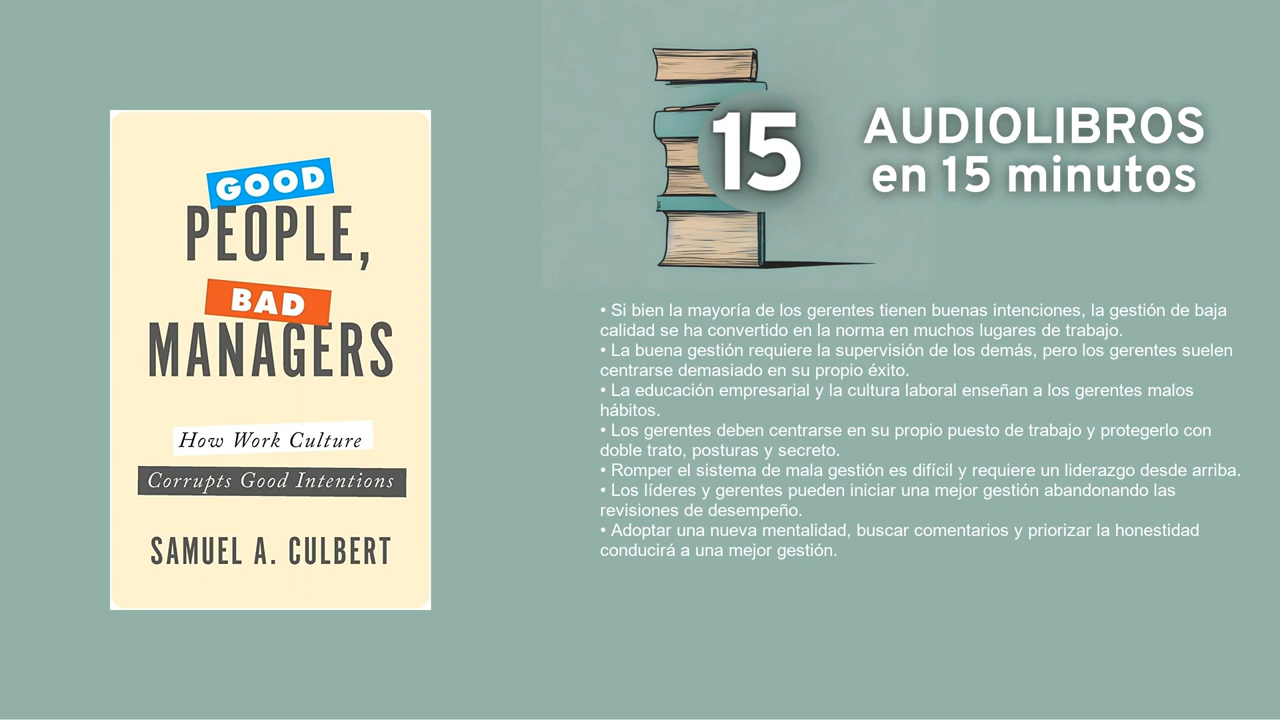 GOOD
PEOPLE,
BAD
MANAGERS
How Work Culture
Corrupts Good Intentions
SAMUEL A. CULBERT
15
AUDIOLIBROS
en 15 minutos
• Si bien la mayoría de los gerentes tienen buenas intenciones, la gestión de baja
calidad se ha convertido en la norma en muchos lugares de trabajo.
• La buena gestión requiere la supervisión de los demás, pero los gerentes suelen
centrarse demasiado en su propio éxito.
• La educación empresarial y la cultura laboral enseñan a los gerentes malos
hábitos.
• Los gerentes deben centrarse en su propio puesto de trabajo y protegerlo con
doble trato, posturas y secreto.
• Romper el sistema de mala gestión es difícil y requiere un liderazgo desde arriba.
• Los líderes y gerentes pueden iniciar una mejor gestión abandonando las
revisiones de desempeño.
• Adoptar una nueva mentalidad, buscar comentarios y priorizar la honestidad
conducirá a una mejor gestión.